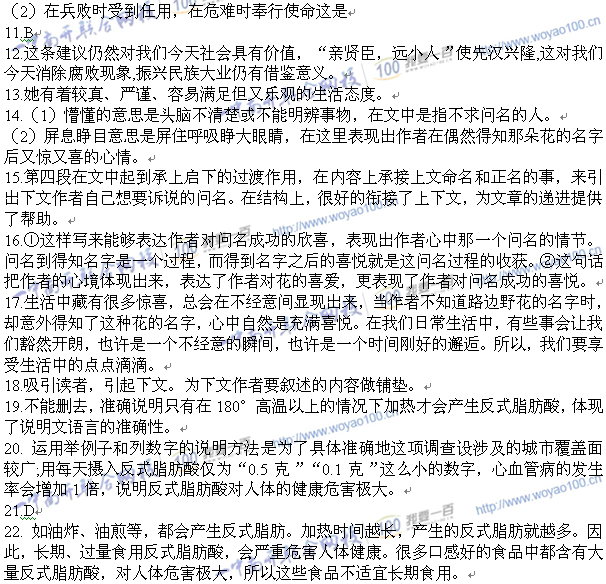 （2）在兵败时受到任用，在危难时奉行使命这是
11.B
12.这条建议仍然对我们今天社会具有价值，“亲贤臣，远小人”使先汉兴隆,这对我们
今天消除腐败现象,振兴民族大业仍有借鉴意义。
13.她有着较真、严谨、容易满足但又乐观的生活态度。
14.（1）懵懂的意思是头脑不清楚或不能明辨事物，在文中是指不求问名的人。
（2）屏息睁目意思是屏住呼吸睁大眼睛，在这里表现出作者在偶然得知那朵花的名字
后又惊又喜的心情。
15.第四段在文中起到承上启下的过渡作用，在内容上承接上文命名和正名的事，来引
出下文作者自己想要诉说的问名。在结构上，很好的衔接了上下文，为文章的递进提供
了帮助。
16.①这样写来能够表达作者对问名成功的欣喜，表现出作者心中那一个问名的情节。
问名到得知名字是一个过程，而得到名字之后的喜悦就是这问名过程的收获。②这句话
把作者的心境体现出来，表达了作者对花的喜爱，更表现了作者对问名成功的喜悦。
17.生活中藏有很多惊喜，总会在不经意间显现出来，当作者不知道路边野花的名字时，
却意外得知了这种花的名字，心中自然是充满喜悦。在我们日常生活中，有些事会让我
们豁然开朗，也许是一个不经意的瞬间，也许是一个时间刚好的邂逅。所以，我们要享
受生活中的点点滴滴。
18.吸引读者，引起下文。为下文作者要叙述的内容做铺垫。
19.不能删去，准确说明只有在 180°高温以上的情况下加热才会产生反式脂肪酸，体现
了说明文语言的准确性。
20. 运用举例子和列数字的说明方法是为了具体准确地这项调查设涉及的城市覆盖面
较广;用每天摄入反式脂肪酸仅为“0.5 克”“0.1 克”这么小的数字，心血管病的发生
率会增加 1 倍，说明反式脂肪酸对人体的健康危害极大。
21.D
22. 如油炸、油煎等，都会产生反式脂肪。加热时间越长，产生的反式脂肪就越多。因
此，长期、过量食用反式脂肪酸，会严重危害人体健康。很多口感好的食品中都含有大
量反式脂肪酸，对人体危害极大，所以这些食品不适宜长期食用。